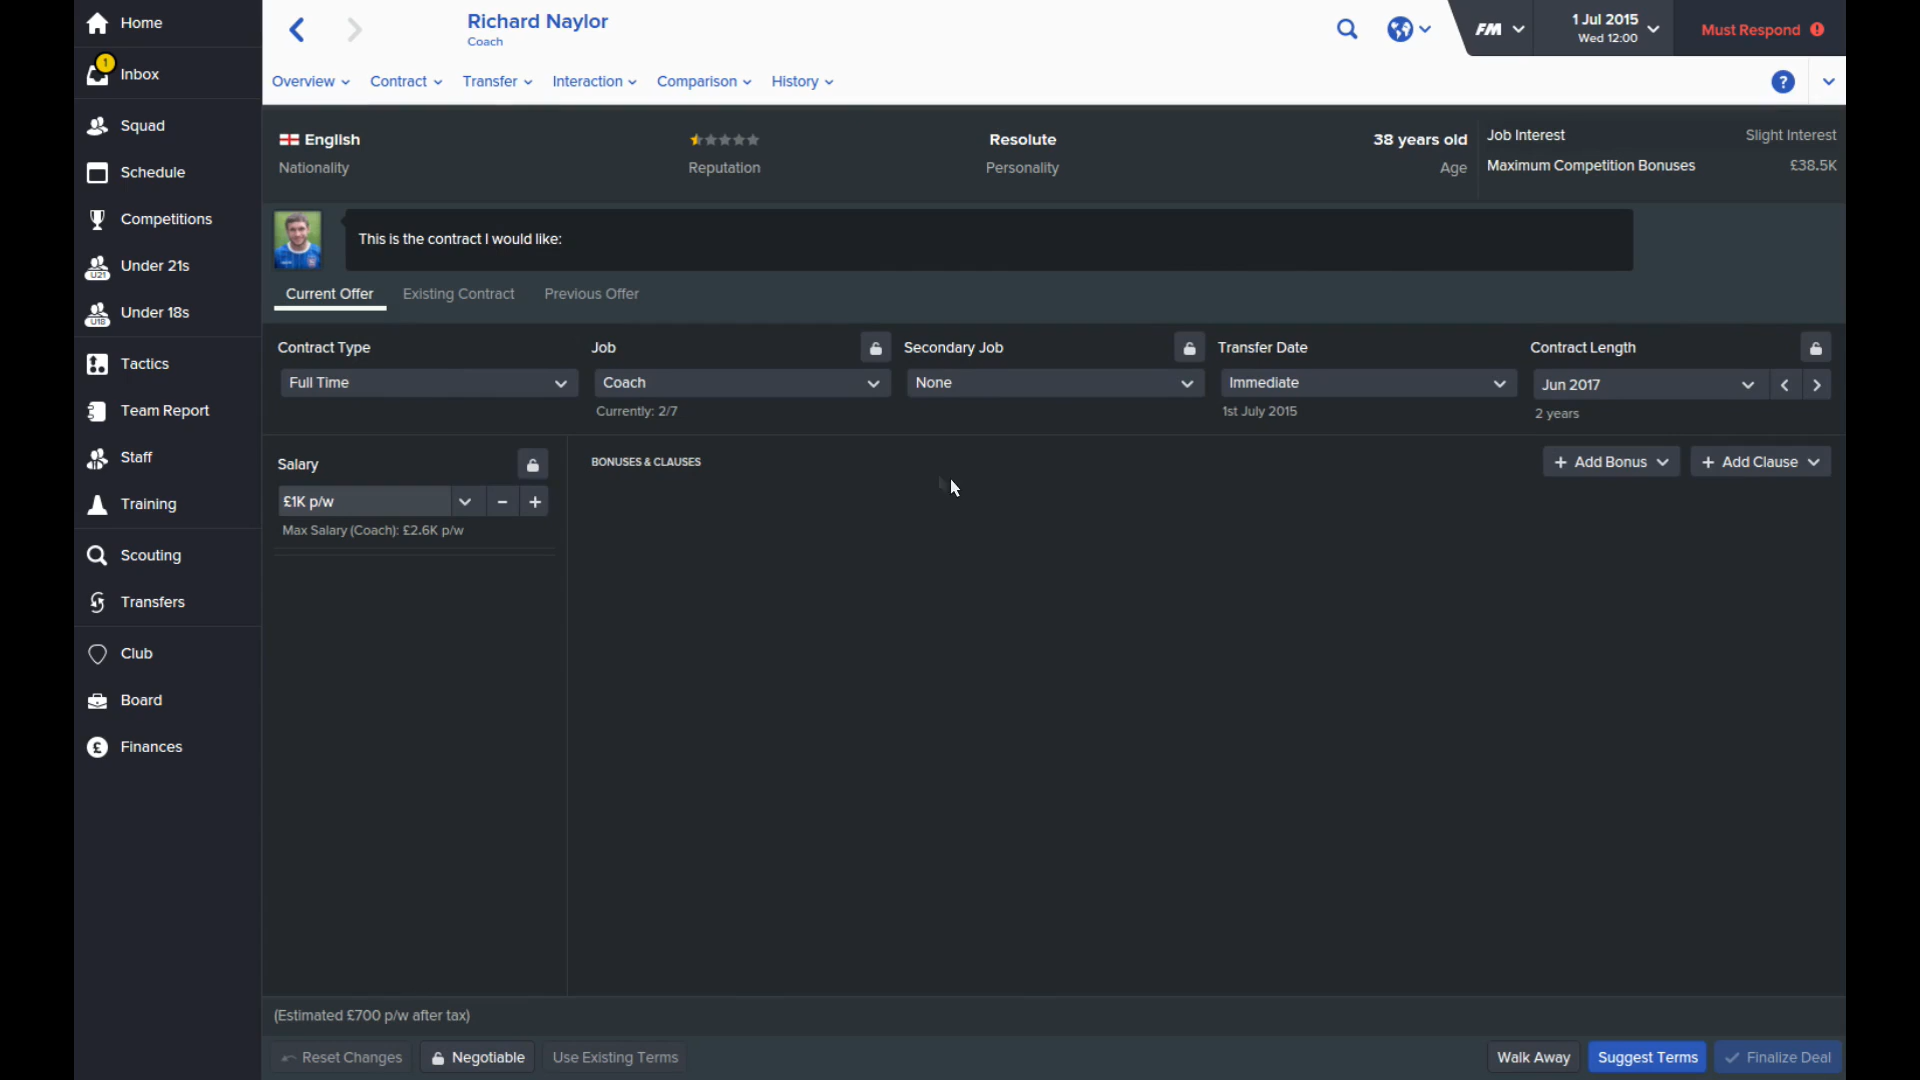 Home
1
Inbox
Squad
Schedule
Competitions
U21
Under 21s
U18
Under 18s
Tactics
Team Report
Staff
Training
Scouting
Transfers
Club
Board
£
Finances
Richard Naylor
Coach
FM
1 Jul 2015
Wed 12:00
Must Respond !
Overview
Contract
Transfer
Interaction
Comparison
History
?
English
Nationality
Reputation
Resolute
Personality
38 years old
Age
Job Interest Slight Interest
Maximum Competition Bonuses £38.5K
This is the contract I would like:
Current Offer Existing Contract Previous Offer
Contract Type
Full Time
Job
Coach
Currently: 2/7
Secondary Job
None
Transfer Date
Immediate
1st July 2015
Contract Length
Jun 2017
2 years
Salary
£1K p/w
Max Salary (Coach): £2.6K p/w
BONUSES & CLAUSES
+ Add Bonus
+ Add Clause
(Estimated £700 p/w after tax)
Reset Changes
Negotiable
Use Existing Terms
Walk Away
Suggest Terms
Finalize Deal